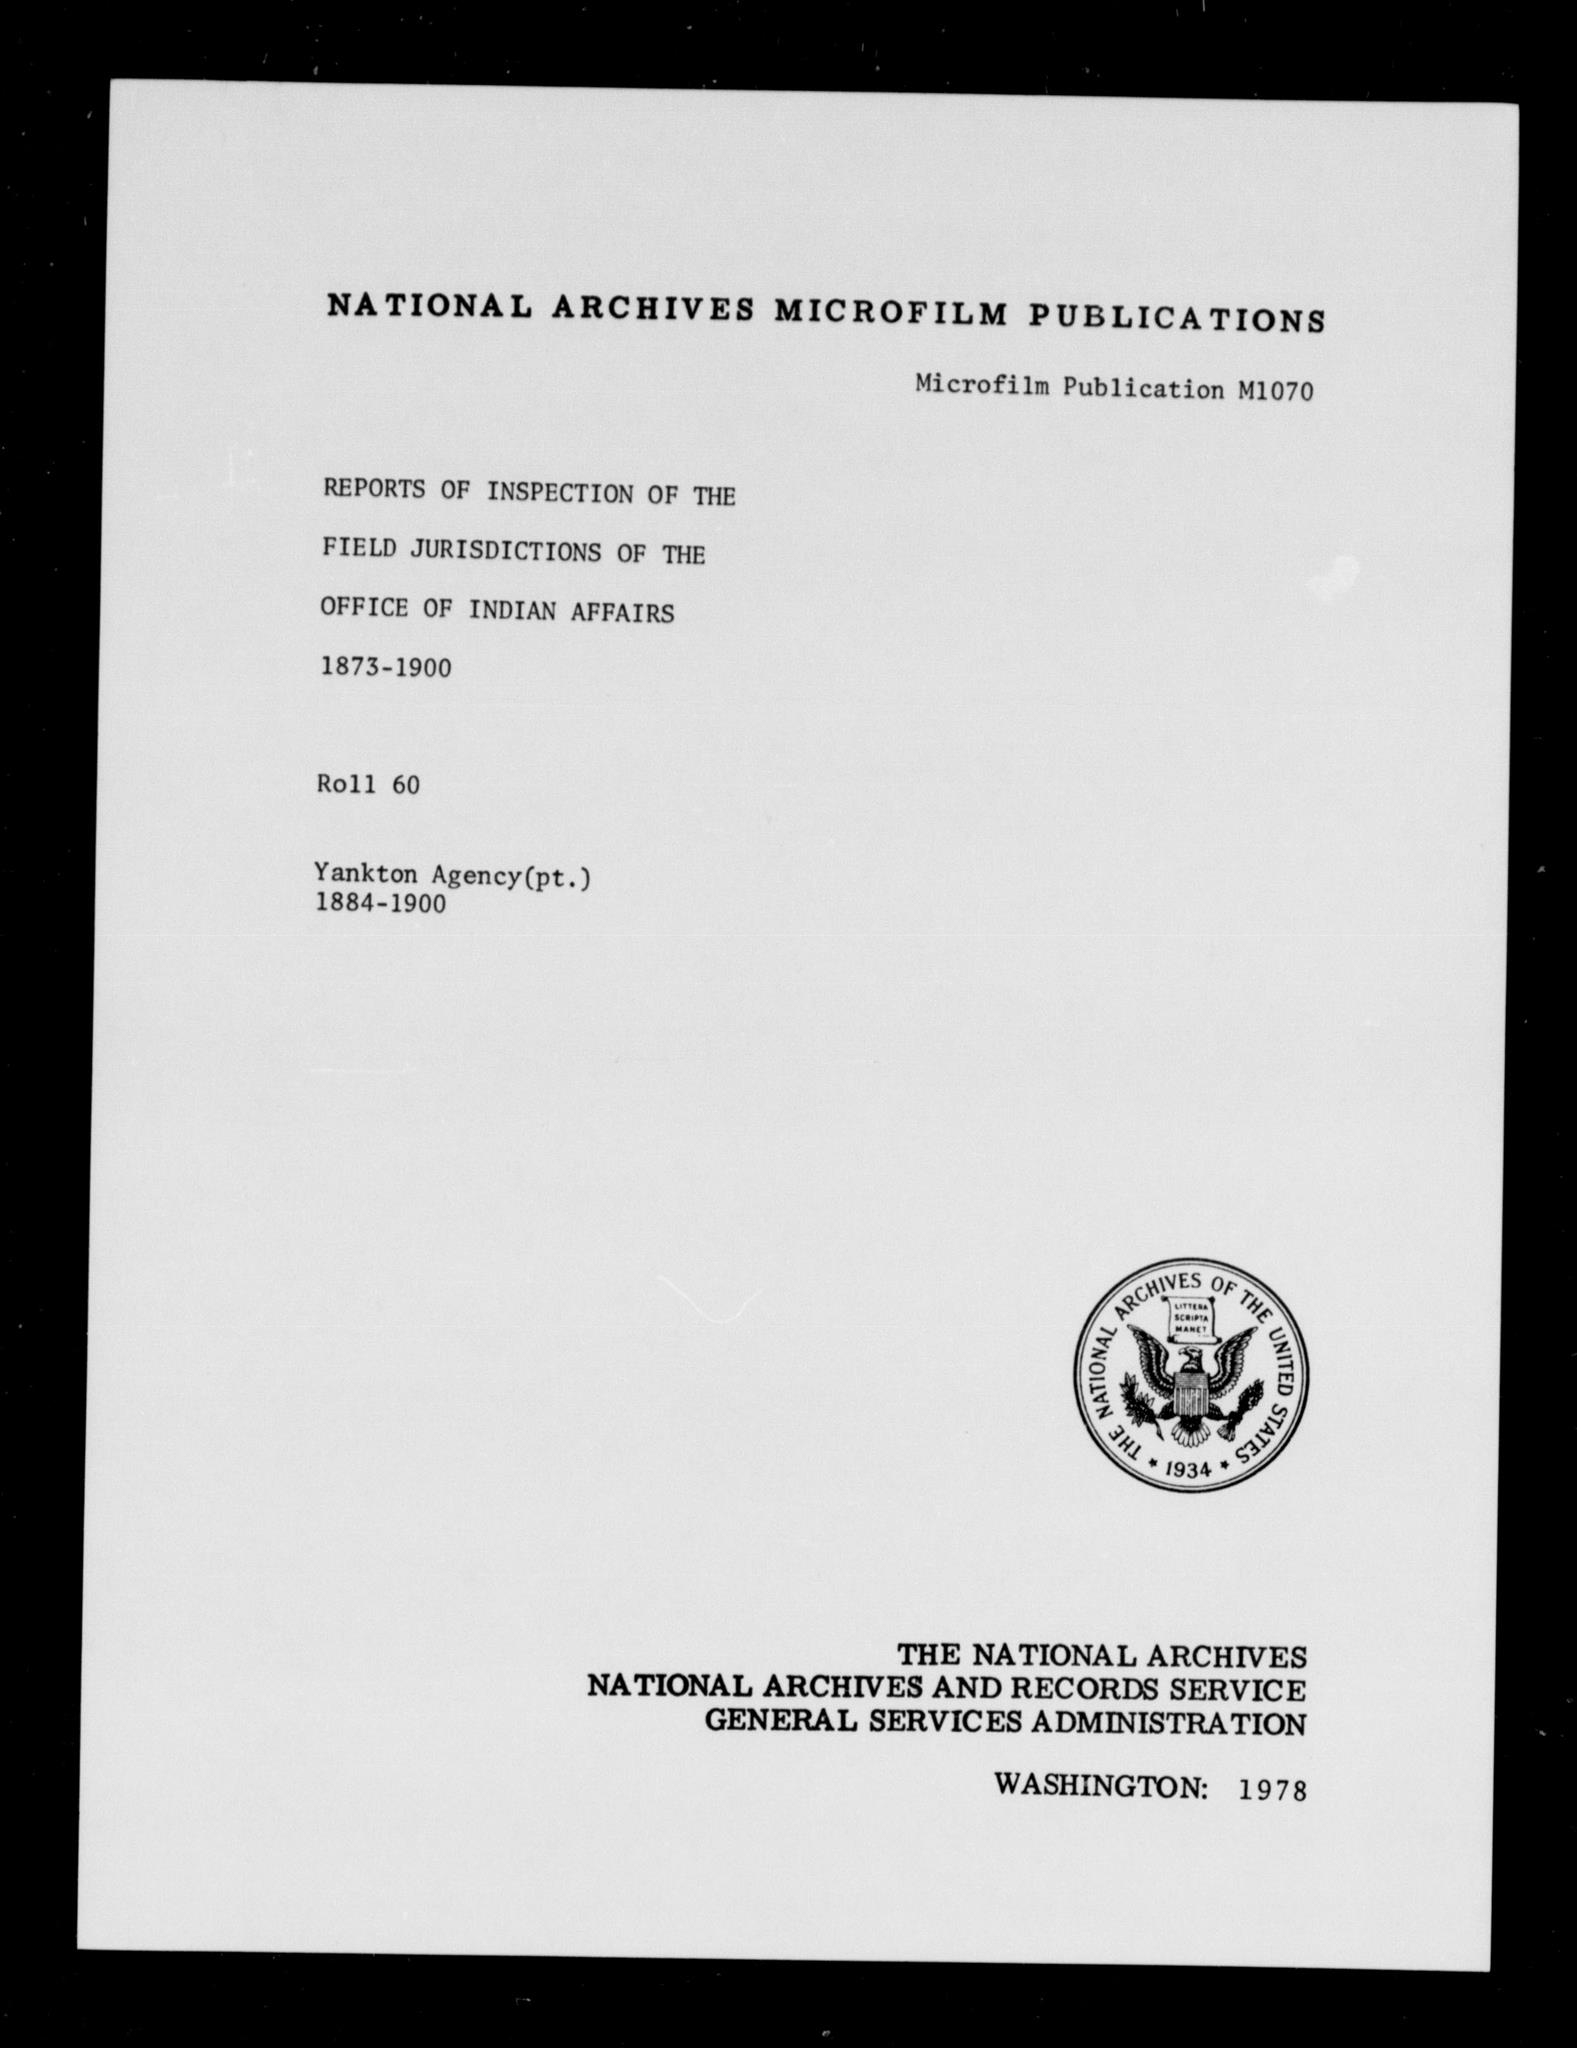 NATIONAL ARCHIVES MICROFILM PUBLICATIONS
Microfilm Publication M1070
REPORTS OF INSPECTION OF THE
FIELD JURISDICTIONS OF THE
OFFICE OF INDIAN AFFAIRS
1873-1900
Roll 60
Yankton Agency(pt.)
1884-1900
THE NATIONAL ARCHIVES OF THE UNITED STATES
LITTERA
SCRIPTA
MANET
* 1934 *
THE NATIONAL ARCHIVES
NATIONAL ARCHIVES AND RECORDS SERVICE
GENERAL SERVICES ADMINISTRATION
WASHINGTON: 1978